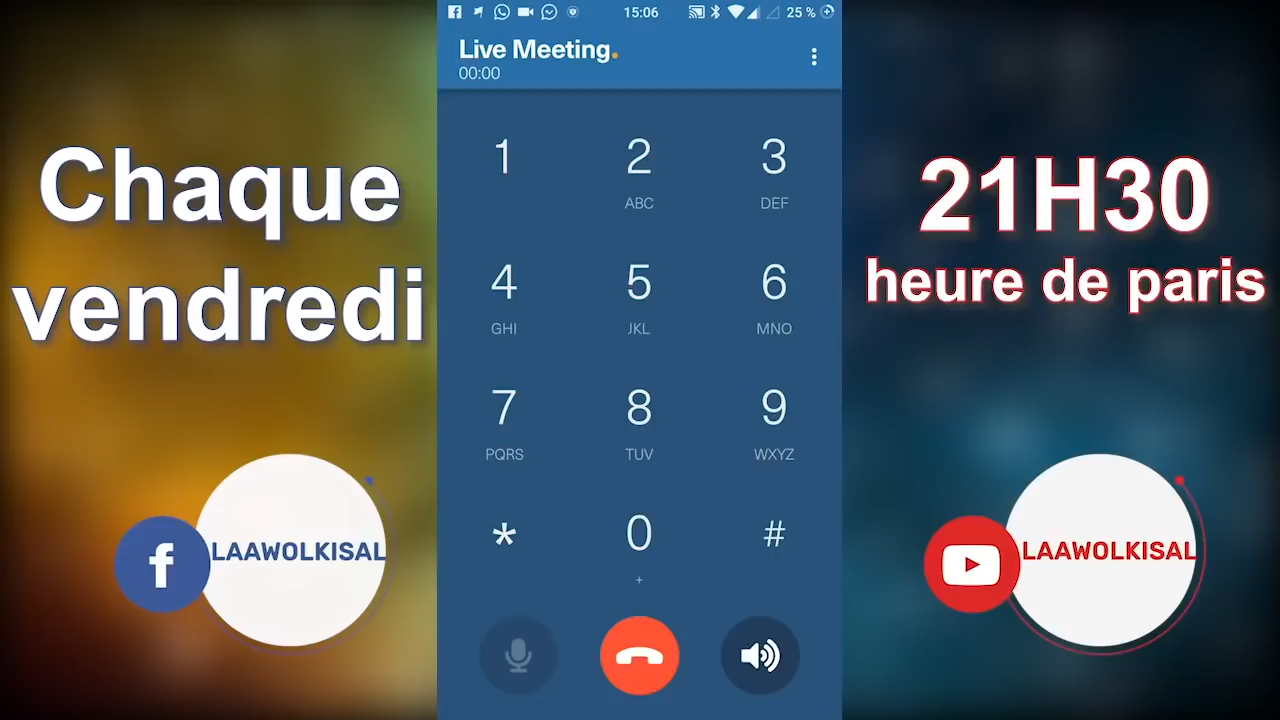 Chaque
vendredi
LAAWOLKISAL
15:06
25 %
Live Meeting.
00:00
1
2
3
ABC
DEF
4
5
6
GHI
JKL
MNO
7
8
9
PQRS
TUV
WXYZ
*
0
#
+
21H30
heure de paris
LAAWOLKISAL